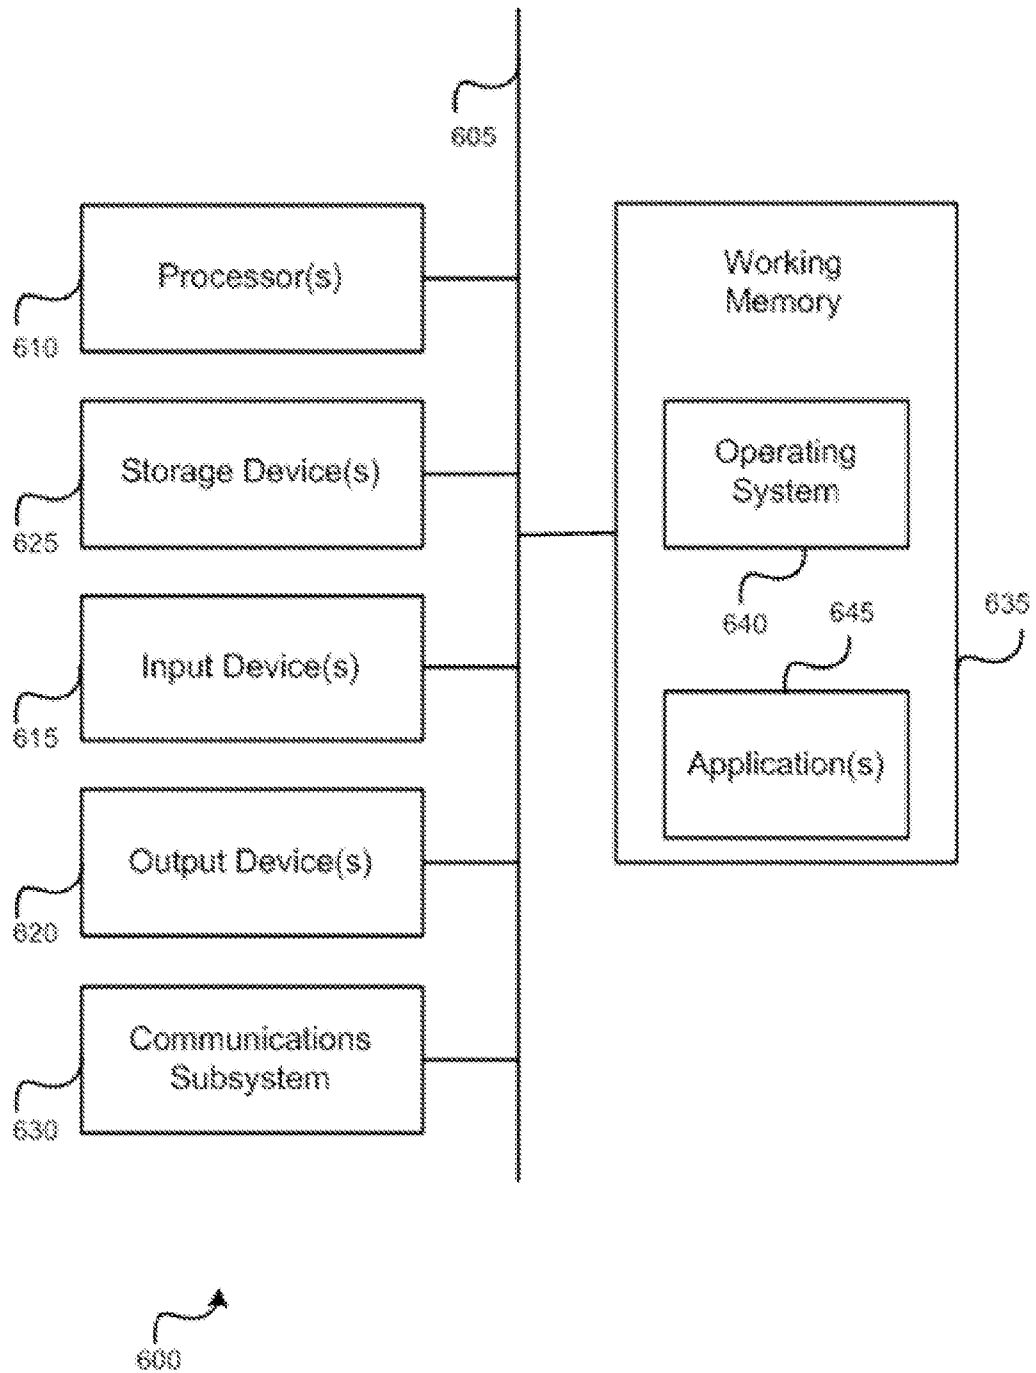 605
Processor(s)
610
Storage Device(s)
625
Input Device(s)
615
Output Device(s)
620
Communications
Subsystem
630
Working
Memory
Operating
System
640
645
635
Application(s)
600